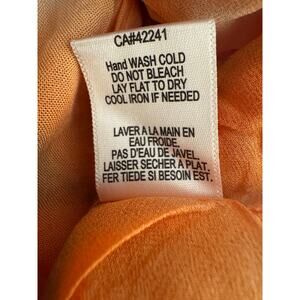 CA#42241
Hand WASH COLD
DO NOT BLEACH
LAY FLAT TO DRY
COOL IRON IF NEEDED
LAVER A LA MAIN EN
EAU FROIDE.
PAS D'EAU DE JAVEL.
LAISSER SECHER A PLAT.
FER TIEDE SI BESOIN EST.